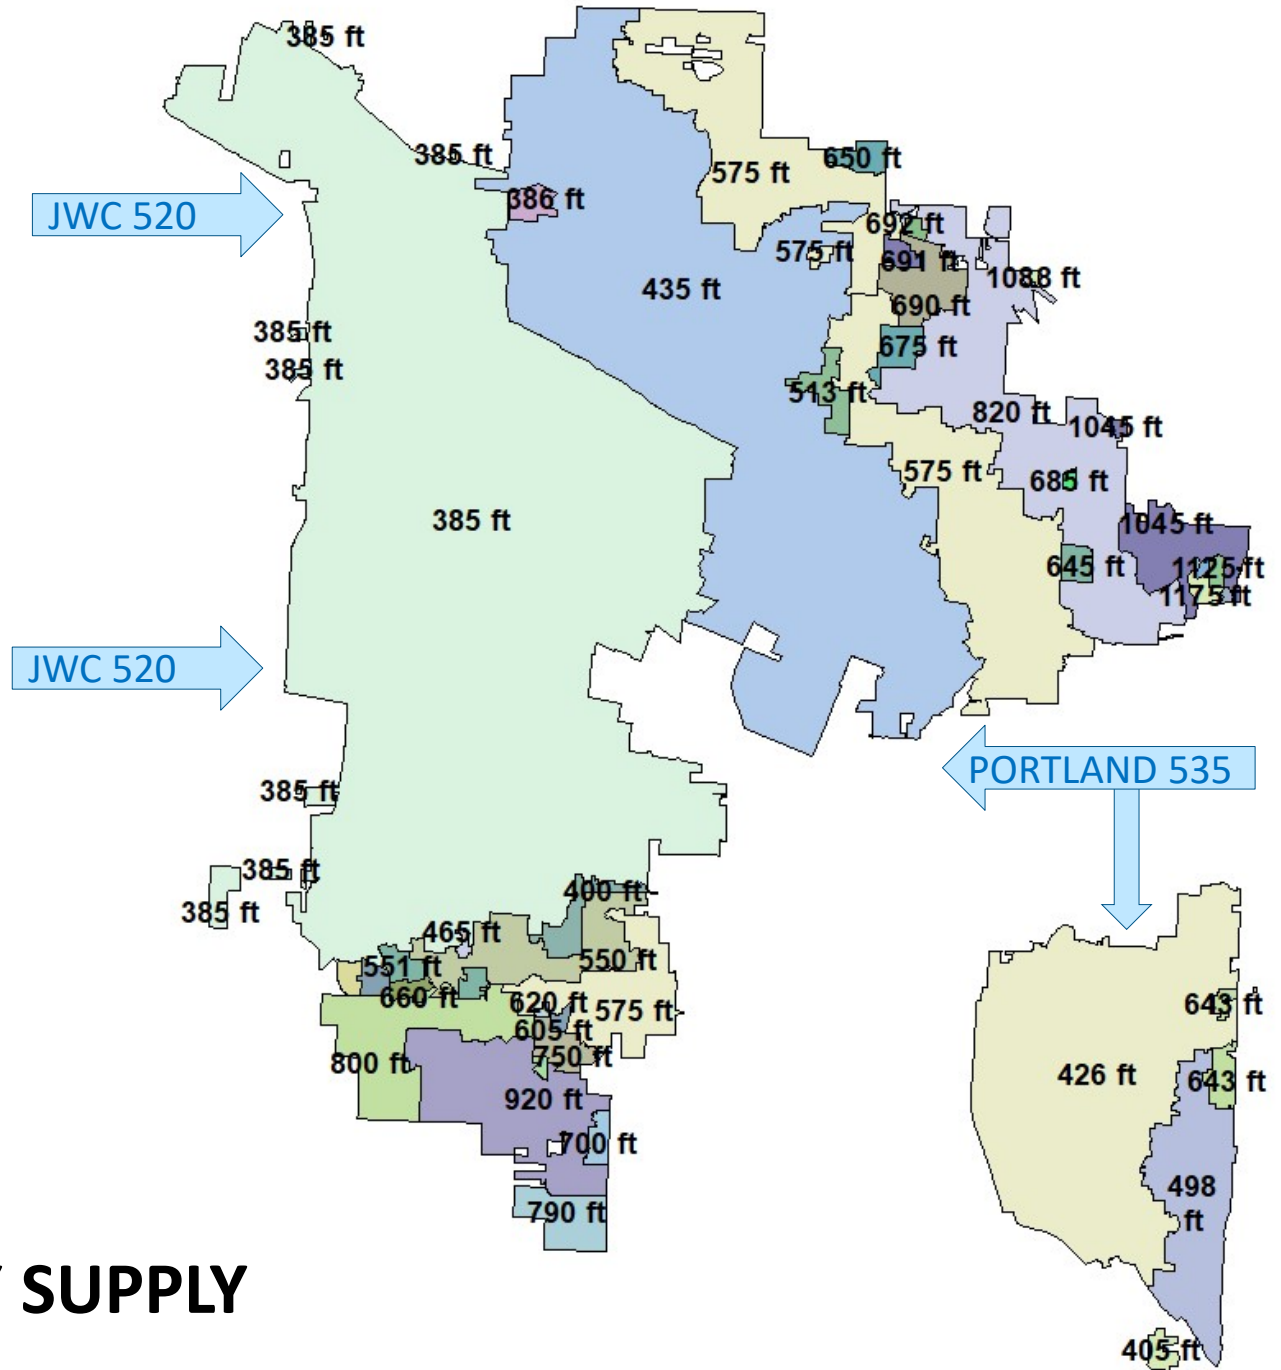 385 ft
385 ft
650 ft
575 ft
386 ft
JWC 520
692 ft
575 ft
691 ft
1088 ft
435 ft
690 ft
385 ft
675 ft
385 ft
513 ft
820 ft
1045 ft
575 ft
685 ft
385 ft
1045 ft
645 ft
1125 ft
1175 ft
JWC 520
PORTLAND 535
385 ft
385 ft
400 ft
385 ft
465 ft
550 ft
551 ft
660 ft
620 ft
575 ft
643 ft
605 ft
750 ft
800 ft
426 ft
643 ft
920 ft
700 ft
498
ft
790 ft
SUPPLY
405 ft